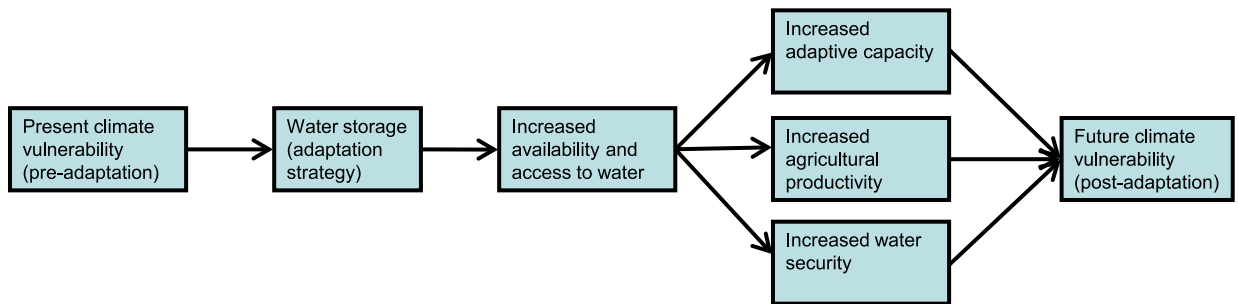 Present climate
vulnerability
(pre-adaptation)
Water storage
(adaptation
strategy)
Increased
availability and
access to water
Increased
adaptive capacity
Increased
agricultural
productivity
Increased water
security
Future climate
vulnerability
(post-adaptation)